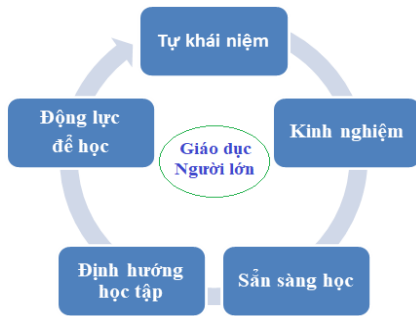 Tự khái niệm
Kinh nghiệm
Sẵn sàng học
Định hướng
học tập
Động lực
để học
Giáo dục
Người lớn